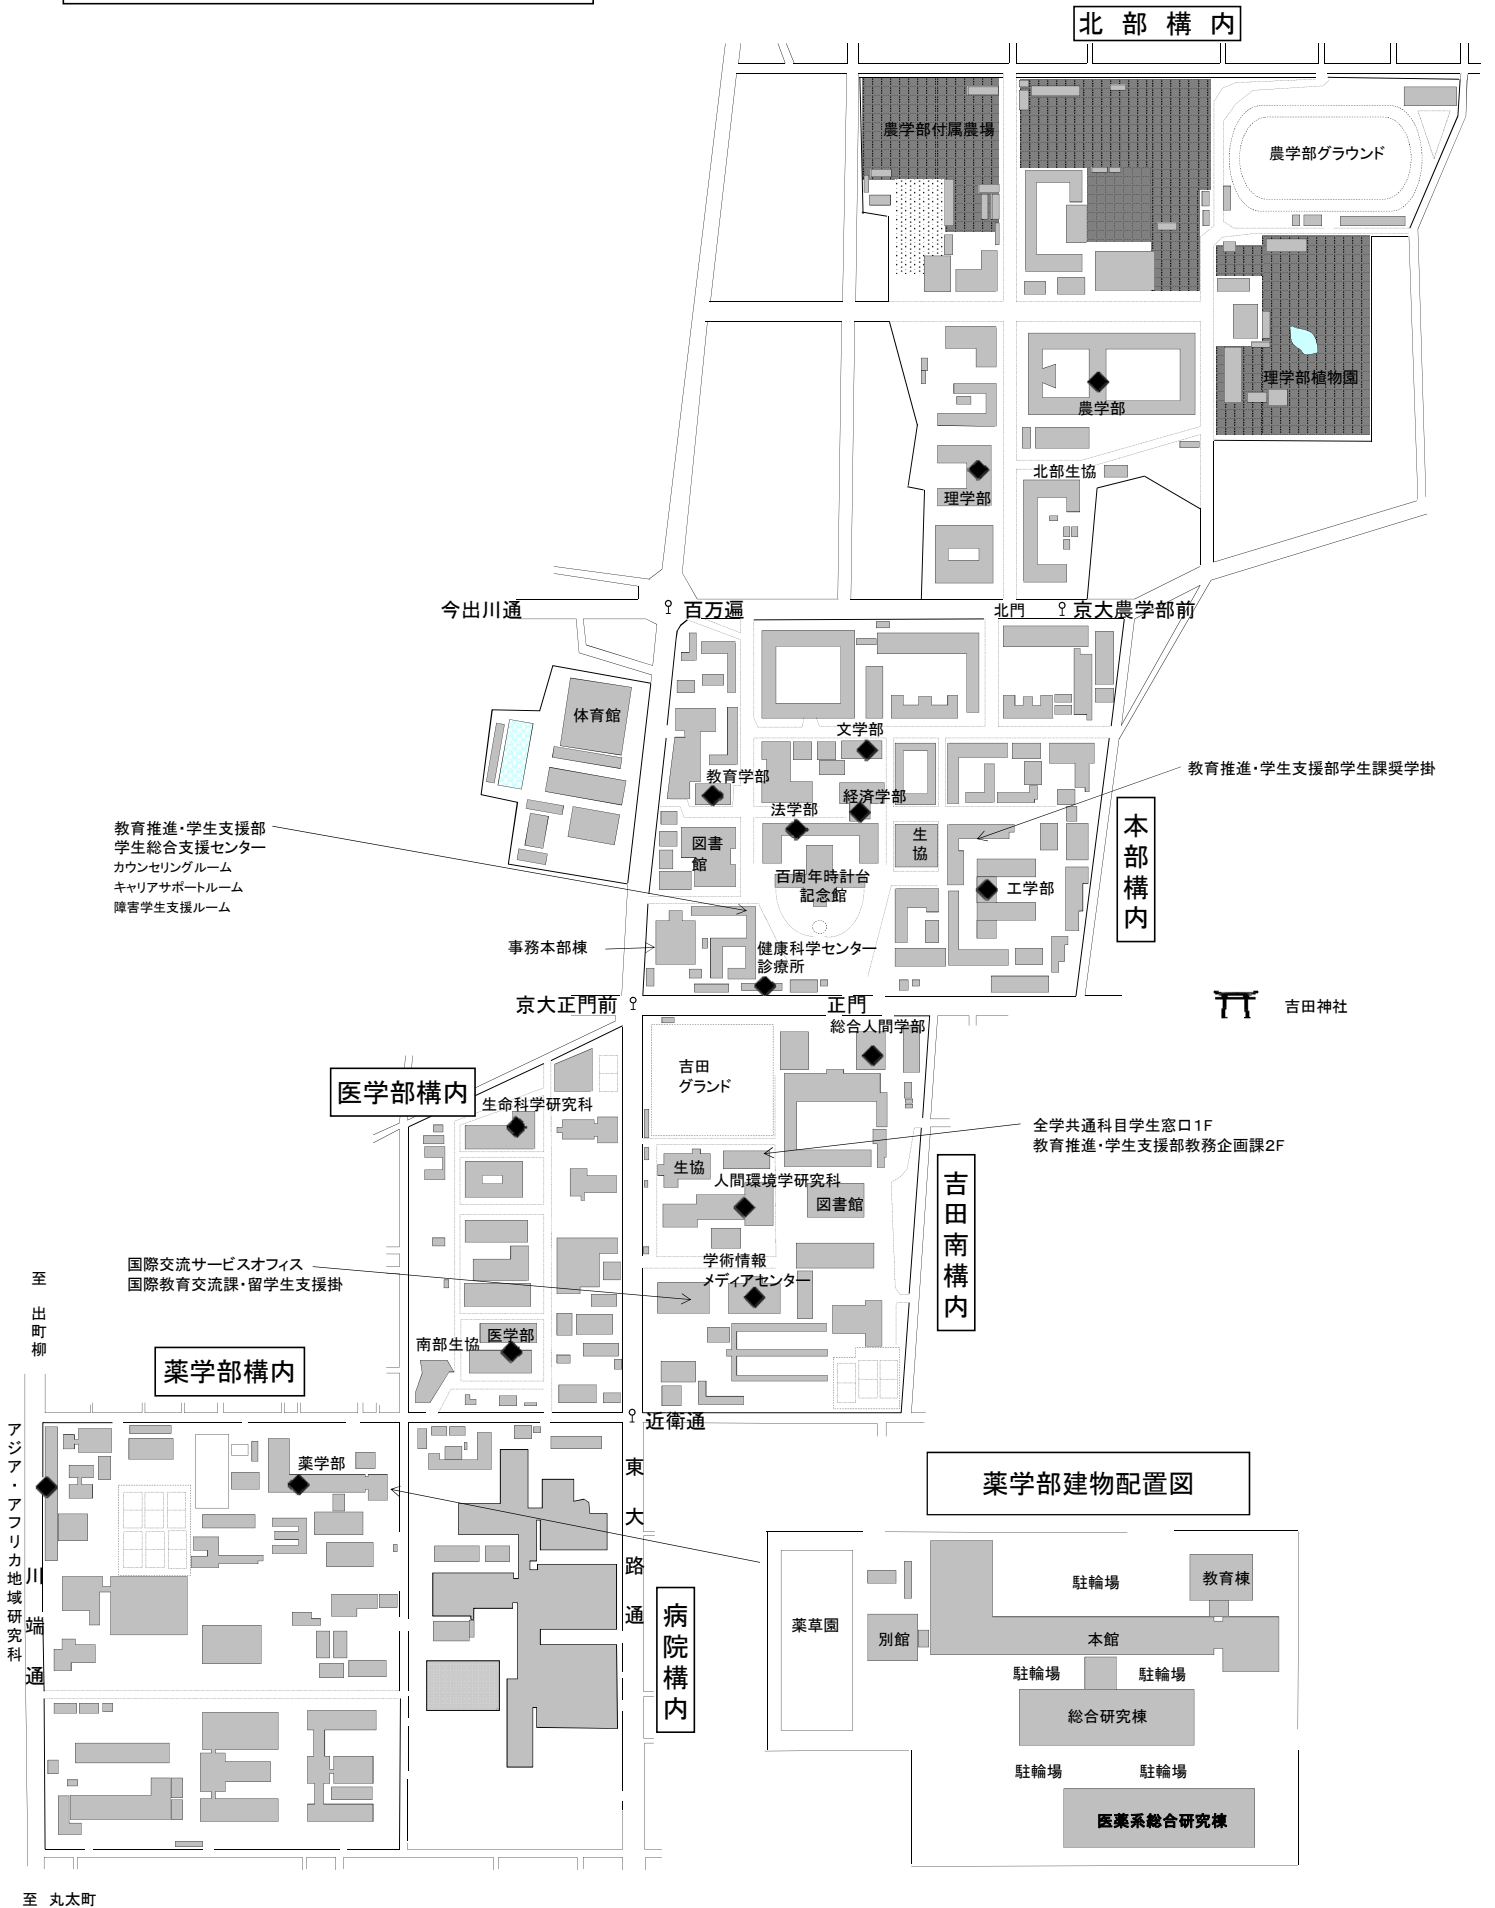 北部構内
農学部付属農場
農学部グラウンド
理学部植物園
農学部
北部生協
理学部
今出川通
百万遍
北門
京大農学部前
体育館
文学部
教育学部
経済学部
法学部
教育推進・学生支援部学生課奨学掛
本部構内
教育推進・学生支援部
学生総合支援センター
カウンセリングルーム
キャリアサポートルーム
障害学生支援ルーム
図書
館
生
協
百周年時計台
記念館
工学部
事務本部棟
健康科学センター
診療所
京大正門前
正門
吉田神社
総合人間学部
吉田
グランド
医学部構内
生命科学研究科
全学共通科目学生窓口1F
教育推進・学生支援部教務企画課2F
生協
人間環境学研究科
図書館
吉田南構内
国際交流サービスオフィス
国際教育交流課・留学生支援掛
学術情報
メディアセンター
至 出町柳
南部生協
医学部
薬学部構内
近衛通
アジア・アフリカ地域研究科
薬学部
東大路通
川端通
病院構内
薬学部建物配置図
駐輪場
教育棟
薬草園
別館
本館
駐輪場
駐輪場
総合研究棟
駐輪場
駐輪場
医薬系総合研究棟
至 丸太町